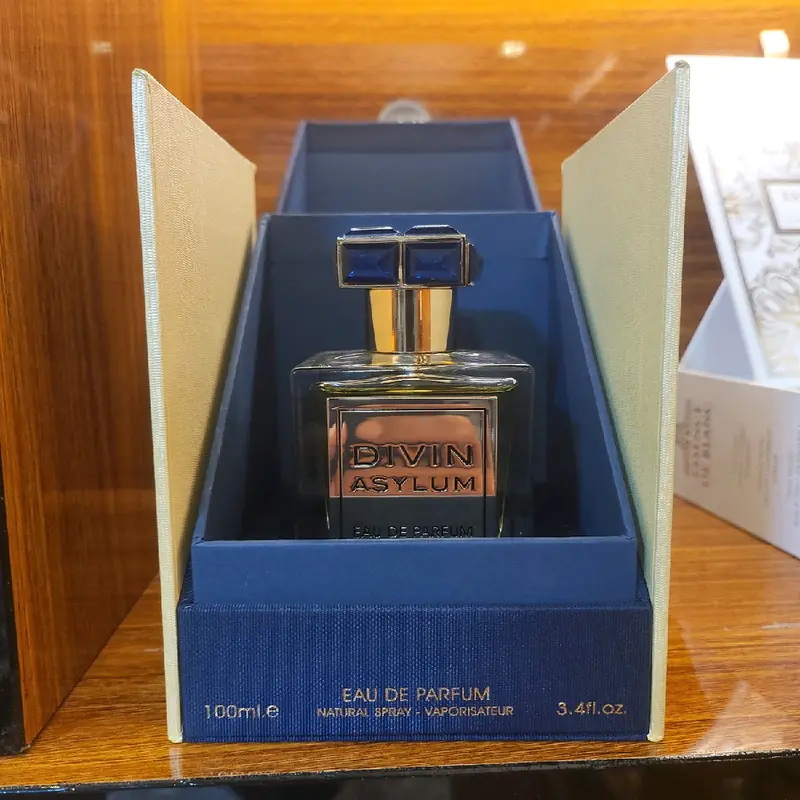 DIVIN
ASYLUM
EAU DE PARFUM
EAU DE PARFUM
100ml.e
NATURAL SPRAY - VAPORISATEUR
3.4fl.oz.